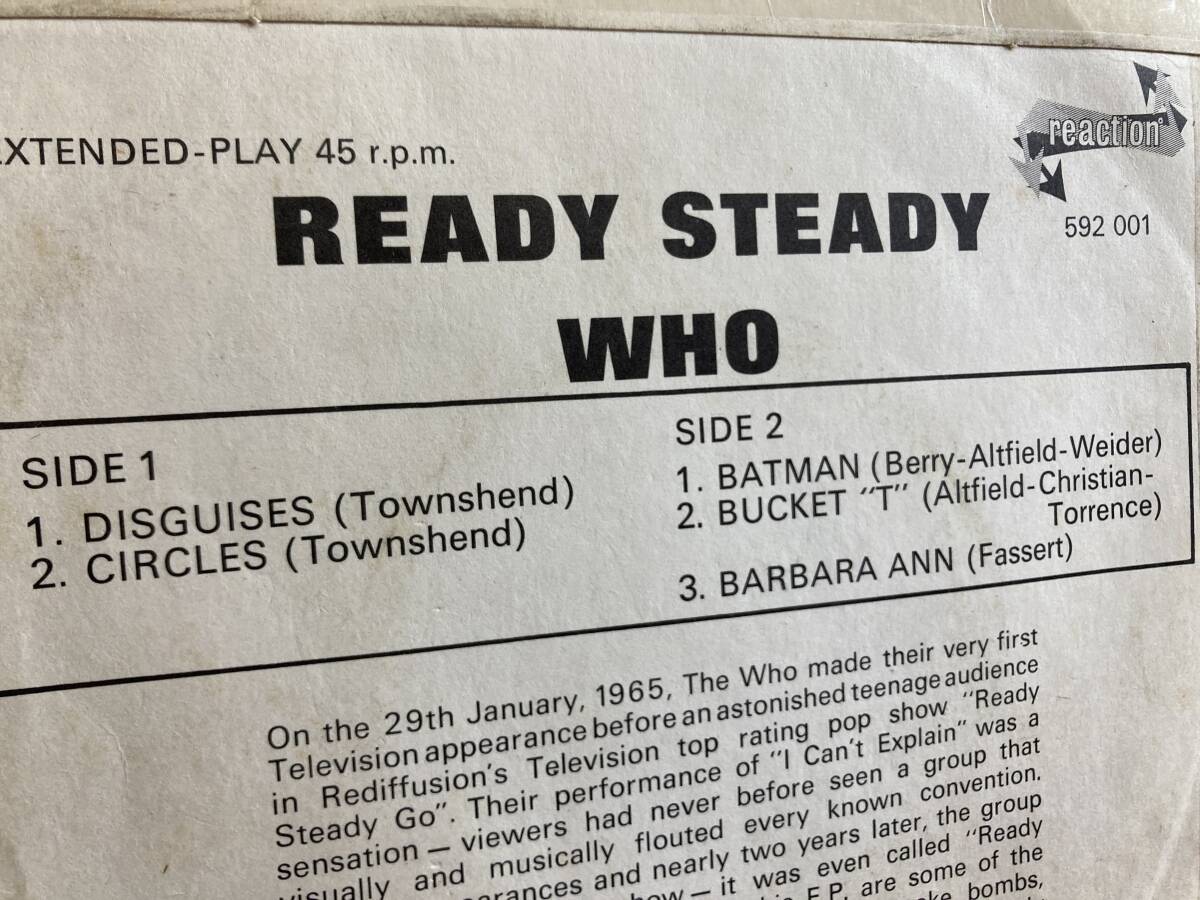 EXTENDED-PLAY 45 r.p.m.
reaction
READY STEADY
WHO
592 001
SIDE 1
1. DISGUISES (Townshend)
2. CIRCLES (Townshend)
SIDE 2
1. BATMAN (Berry-Altfield-Weider)
2. BUCKET "T" (Altfield-Christian-
Torrence)
3. BARBARA ANN (Fassert)
On the 29th January, 1965, The Who made their very first
Television appearance before an astonished teenage audience
in Rediffusion's Television top rating pop show "Ready
Steady Go". Their performance of "I Can't Explain" was a
sensation — viewers had never before seen a group that
visually and musically flouted every known convention.
and nearly two years later, the group
— it was even called "Ready
E.P. are some of the
bombs,